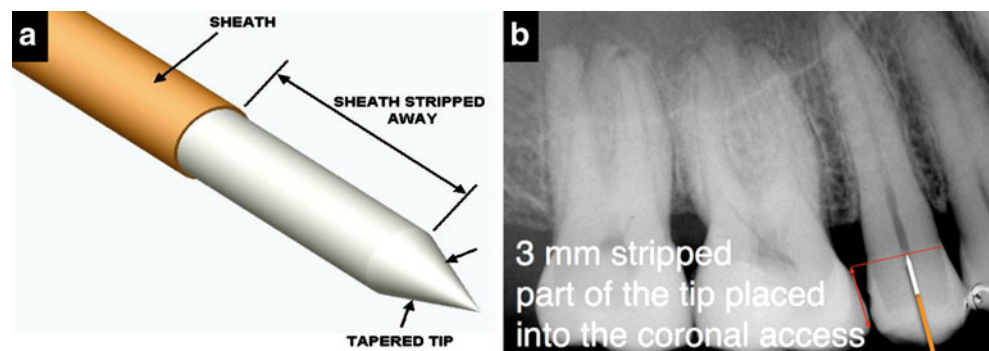 a
SHEATH
SHEATH STRIPPED
AWAY
TAPERED TIP
b
3 mm stripped
part of the tip placed
into the coronal access